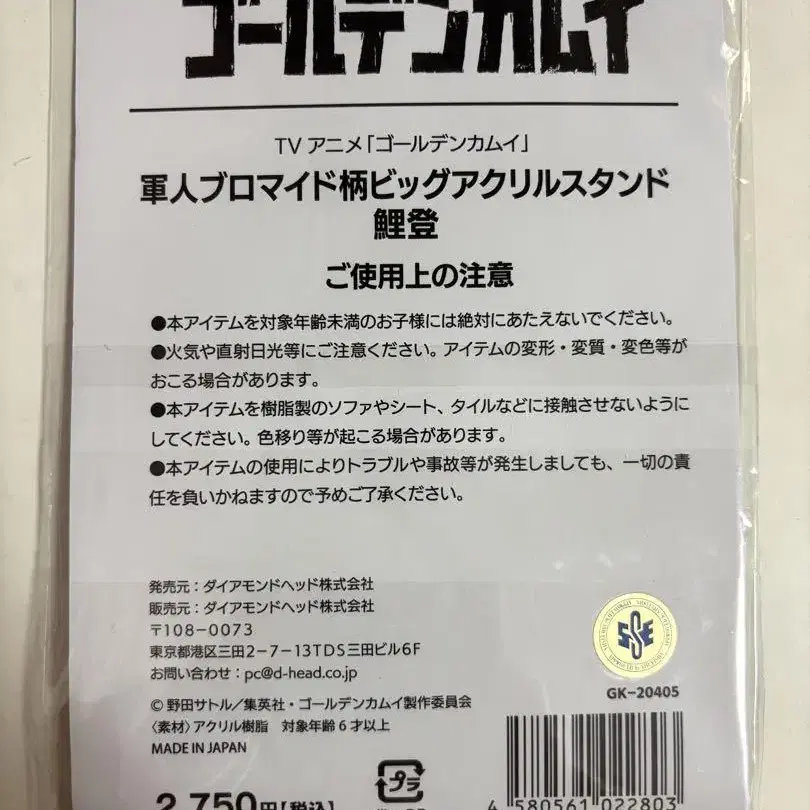 ゴールデンカムイ
TV アニメ「ゴールデンカムイ」
軍人ブロマイド柄ビッグアクリルスタンド
鯉登
ご使用上の注意
●本アイテムを対象年齢未満のお子様には絶対にあたえないでください。
●火気や直射日光等にご注意ください。アイテムの変形・変質・変色等が
おこる場合があります。
●本アイテムを樹脂製のソファやシート、タイルなどに接触させないように
してください。色移り等が起こる場合があります。
●本アイテムの使用によりトラブルや事故等が発生しましても、一切の責
任を負いかねますので予めご了承ください。
発売元：ダイアモンドヘッド株式会社
販売元：ダイアモンドヘッド株式会社
〒108-0073
東京都港区三田2-7-13TDS三田ビル6F
お問い合わせ：pc@d-head.co.jp
SSE
GK-20405
© 野田サトル／集英社・ゴールデンカムイ製作委員会
〈素材〉アクリル樹脂 対象年齢6才以上
MADE IN JAPAN
プラ
2,750円【税込】
4 580561 022803